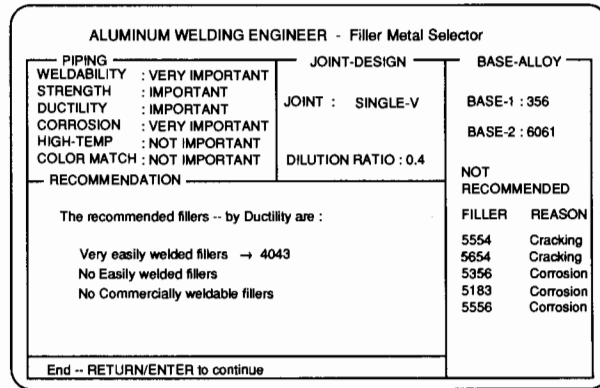 ALUMINUM WELDING ENGINEER - Filler Metal Selector
PIPING
WELDABILITY : VERY IMPORTANT
STRENGTH : IMPORTANT
DUCTILITY : IMPORTANT
CORROSION : VERY IMPORTANT
HIGH-TEMP : NOT IMPORTANT
COLOR MATCH : NOT IMPORTANT
JOINT-DESIGN
JOINT : SINGLE-V
DILUTION RATIO : 0.4
BASE-ALLOY
BASE-1 : 356
BASE-2 : 6061
NOT
RECOMMENDED
FILLER REASON
5554 Cracking
5654 Cracking
5356 Corrosion
5183 Corrosion
5556 Corrosion
RECOMMENDATION
The recommended fillers -- by Ductility are :
Very easily welded fillers → 4043
No Easily welded fillers
No Commercially weldable fillers
End -- RETURN/ENTER to continue